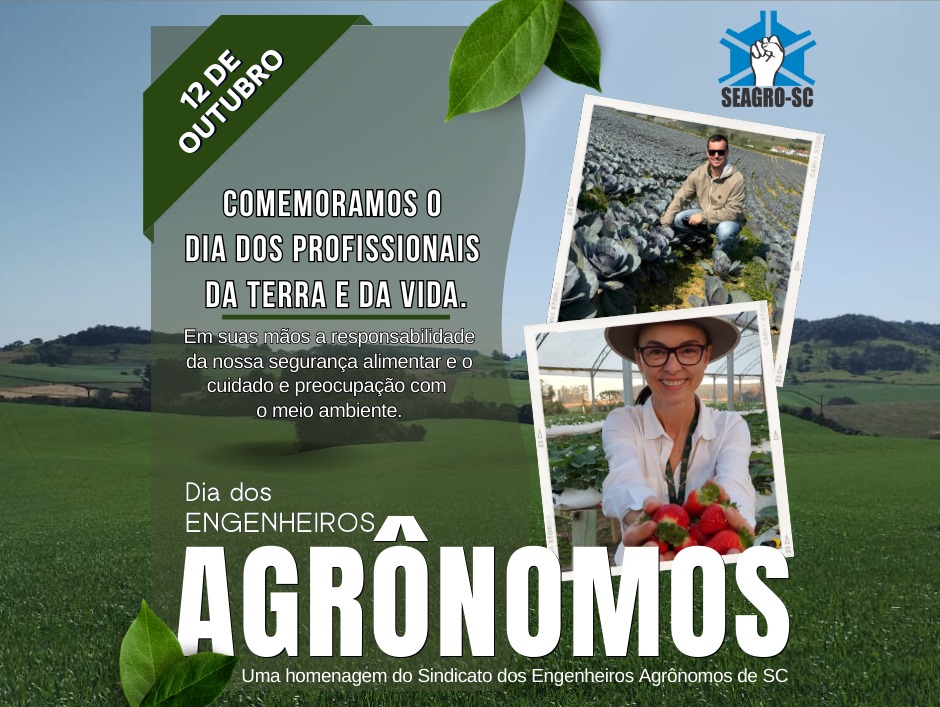 12 DE
OUTUBRO
SEAGRO-SC
COMEMORAMOS O
DIA DOS PROFISSIONAIS
DA TERRA E DA VIDA.
Em suas mãos a responsabilidade
da nossa segurança alimentar e o
cuidado e preocupação com
o meio ambiente.
Dia dos
ENGENHEIROS
AGRÔNOMOS
Uma homenagem do Sindicato dos Engenheiros Agrônomos de SC